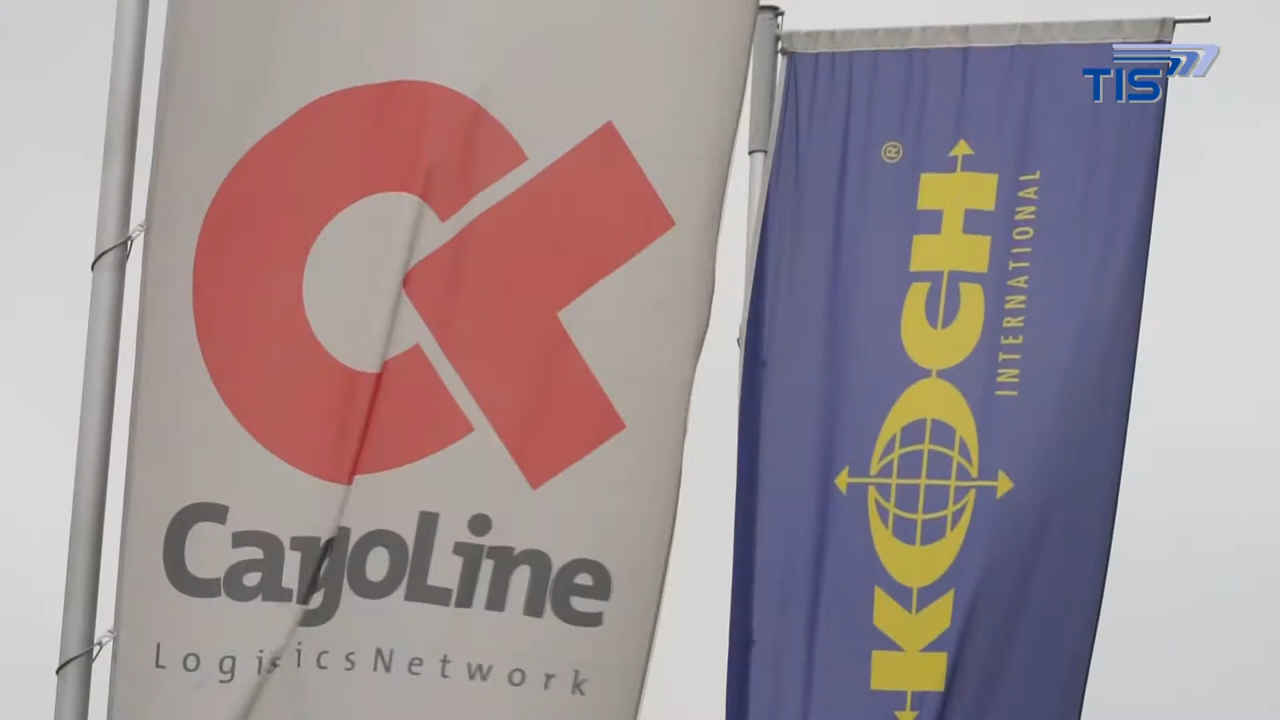 CargoLine
LogisticsNetwork
KOCH
®
INTERNATIONAL
TIS